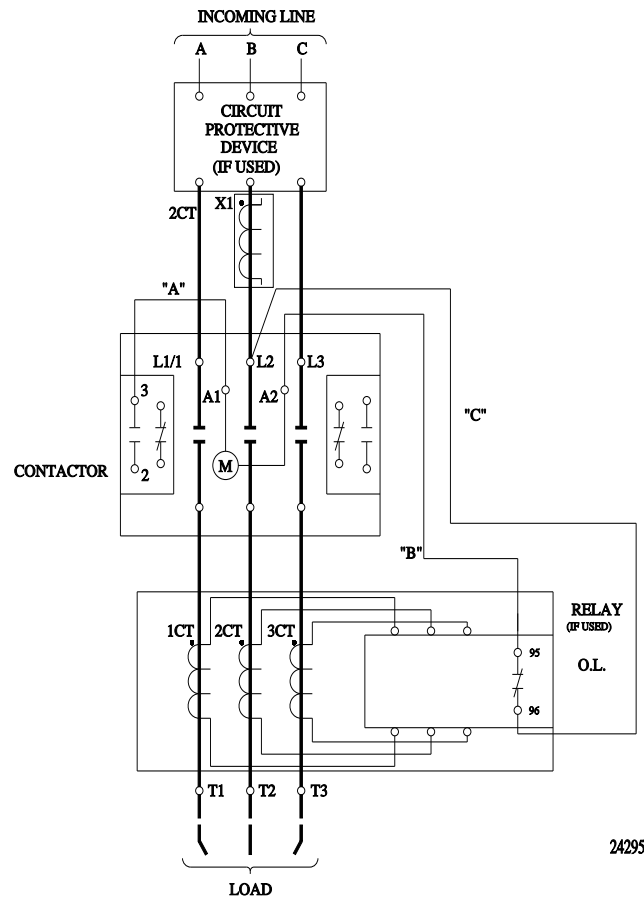 INCOMING LINE
A B C
CIRCUIT
PROTECTIVE
DEVICE
(IF USED)
2CT X1
"A"
L1/1 L2 L3
3 A1 A2
"C"
M
2
CONTACTOR
"B"
RELAY
(IF USED)
1CT 2CT 3CT
95
O.L.
96
T1 T2 T3
24295
LOAD